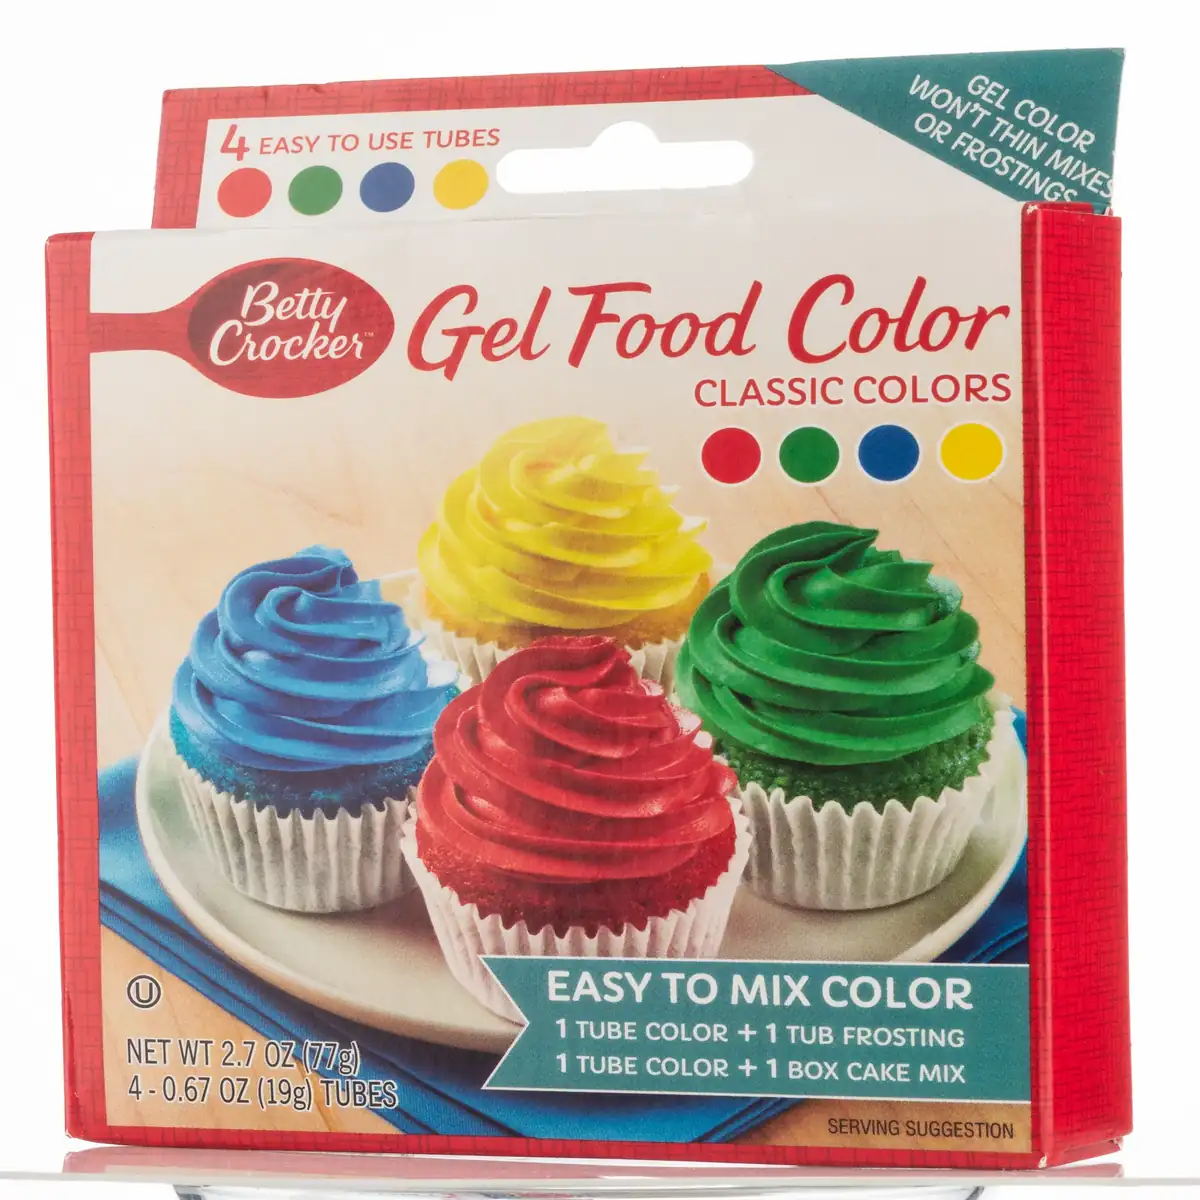 4 EASY TO USE TUBES
GEL COLOR
WON'T THIN MIXES
OR FROSTINGS
Betty
Crocker™
Gel Food Color
CLASSIC COLORS
EASY TO MIX COLOR
1 TUBE COLOR + 1 TUB FROSTING
1 TUBE COLOR + 1 BOX CAKE MIX
U
NET WT 2.7 OZ (77g)
4 - 0.67 OZ (19g) TUBES
SERVING SUGGESTION